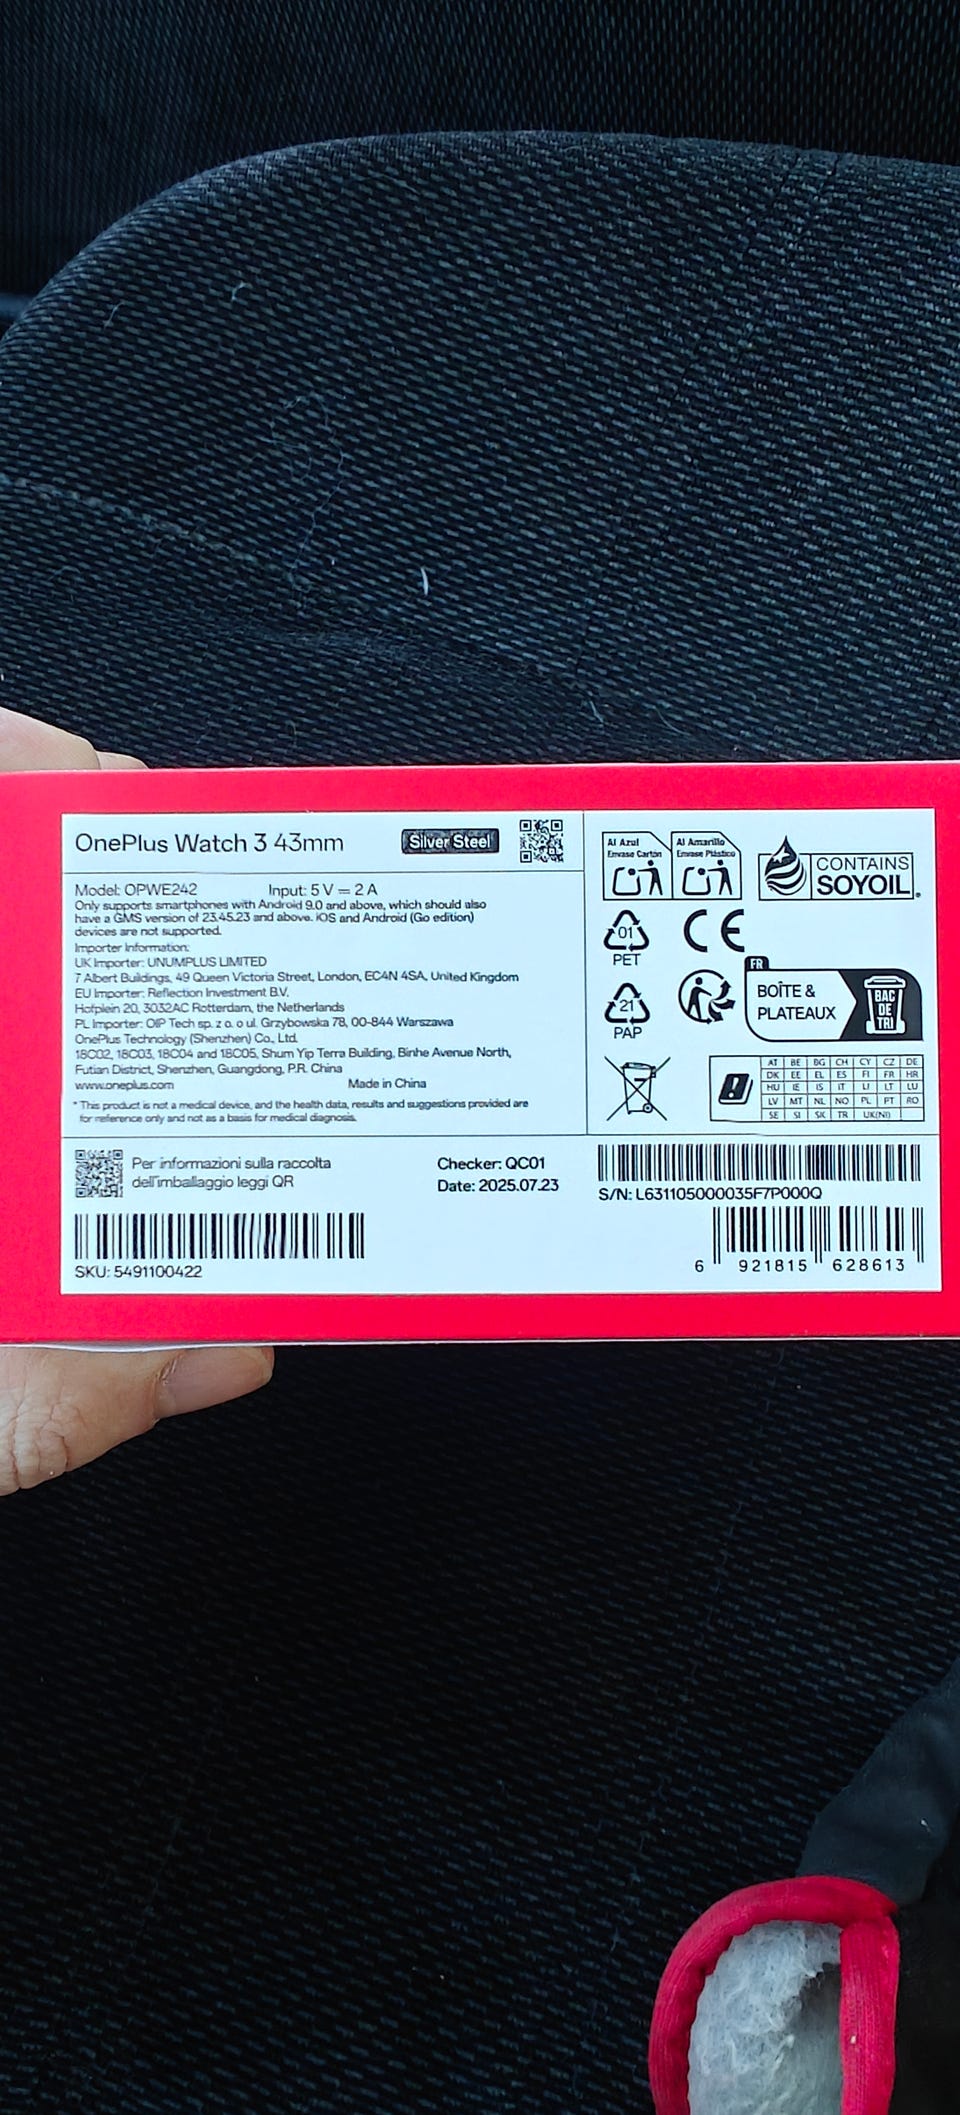 OnePlus Watch 3 43mm
Silver Steel
Model: OPWE242
Input: 5 V ⎓ 2 A
Only supports smartphones with Android 9.0 and above, which should also
have a GMS version of 23.45.23 and above. iOS and Android (Go edition)
devices are not supported.
Importer Information:
UK Importer: UNUMPLUS LIMITED
7 Albert Buildings, 49 Queen Victoria Street, London, EC4N 4SA, United Kingdom
EU Importer: Reflection Investment B.V.
Hofplein 20, 3032AC Rotterdam, the Netherlands
PL Importer: OIP Tech sp. z o. o ul. Grzybowska 78, 00-844 Warszawa
OnePlus Technology (Shenzhen) Co., Ltd.
18C02, 18C03, 18C04 and 18C05, Shum Yip Terra Building, Binhe Avenue North,
Futian District, Shenzhen, Guangdong, P.R. China
www.oneplus.com
Made in China
* This product is not a medical device, and the health data, results and suggestions provided are
for reference only and not as a basis for medical diagnosis.
Al Azul
Envase Cartón
Al Amarillo
Envase Plástico
CONTAINS
SOYOIL
01
PET
CE
21
PAP
FR
BOÎTE &
PLATEAUX
BAC
DE
TRI
AT BE BG CH CY CZ DE
DK EE EL ES FI FR HR
HU IE IS IT LI LT LU
LV MT NL NO PL PT RO
SE SI SK TR UK(NI)
Per informazioni sulla raccolta
dell'imballaggio leggi QR
Checker: QC01
Date: 2025.07.23
S/N: L631105000035F7P000Q
SKU: 5491100422
6 921815 628613